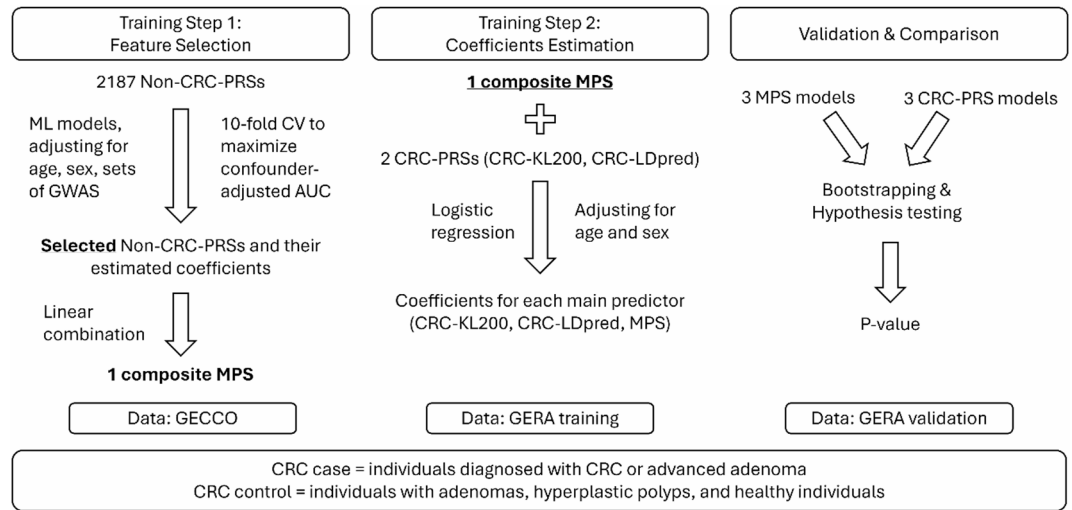 Training Step 1:
Feature Selection
2187 Non-CRC-PRSs
ML models,
adjusting for
age, sex, sets
of GWAS
10-fold CV to
maximize
confounder-
adjusted AUC
Selected Non-CRC-PRSs and their
estimated coefficients
Linear
combination
1 composite MPS
Data: GECCO
Training Step 2:
Coefficients Estimation
1 composite MPS
2 CRC-PRSs (CRC-KL200, CRC-LDpred)
Logistic
regression
Adjusting for
age and sex
Coefficients for each main predictor
(CRC-KL200, CRC-LDpred, MPS)
Data: GERA training
Validation & Comparison
3 MPS models
3 CRC-PRS models
Bootstrapping &
Hypothesis testing
P-value
Data: GERA validation
CRC case = individuals diagnosed with CRC or advanced adenoma
CRC control = individuals with adenomas, hyperplastic polyps, and healthy individuals